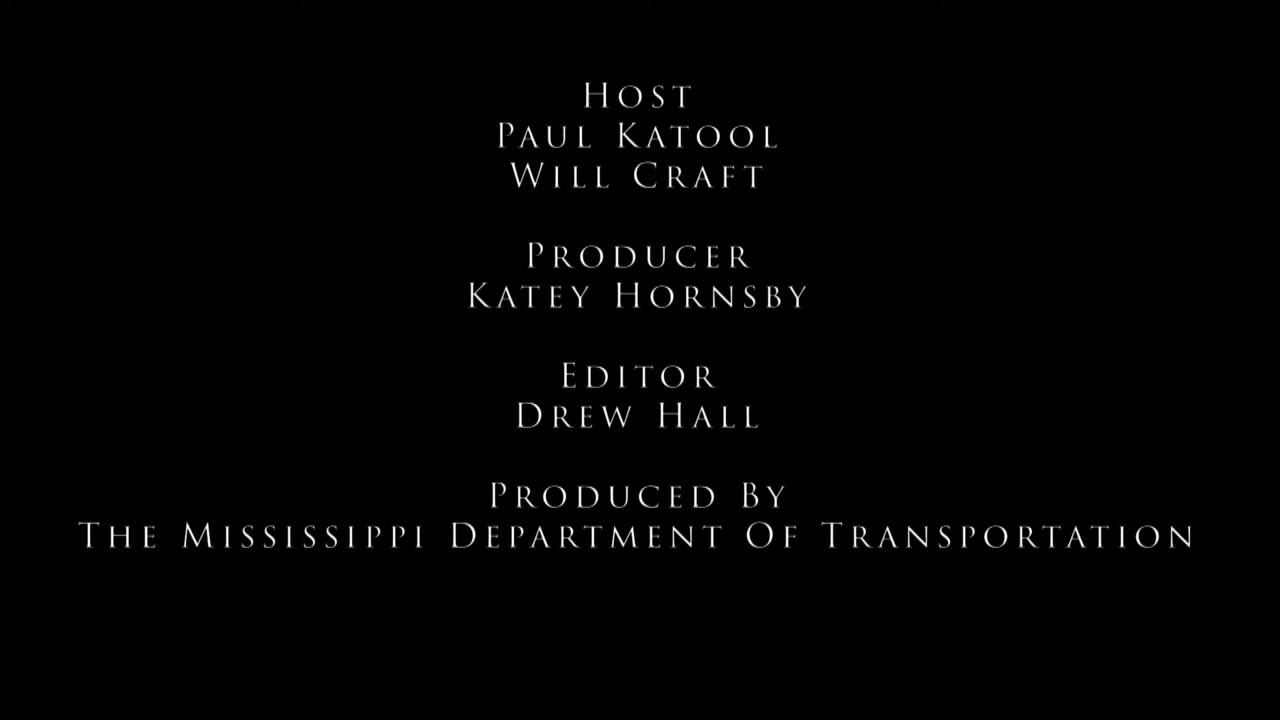 Host
Paul Katool
Will Craft
Producer
Katey Hornsby
Editor
Drew Hall
Produced By
The Mississippi Department Of Transportation